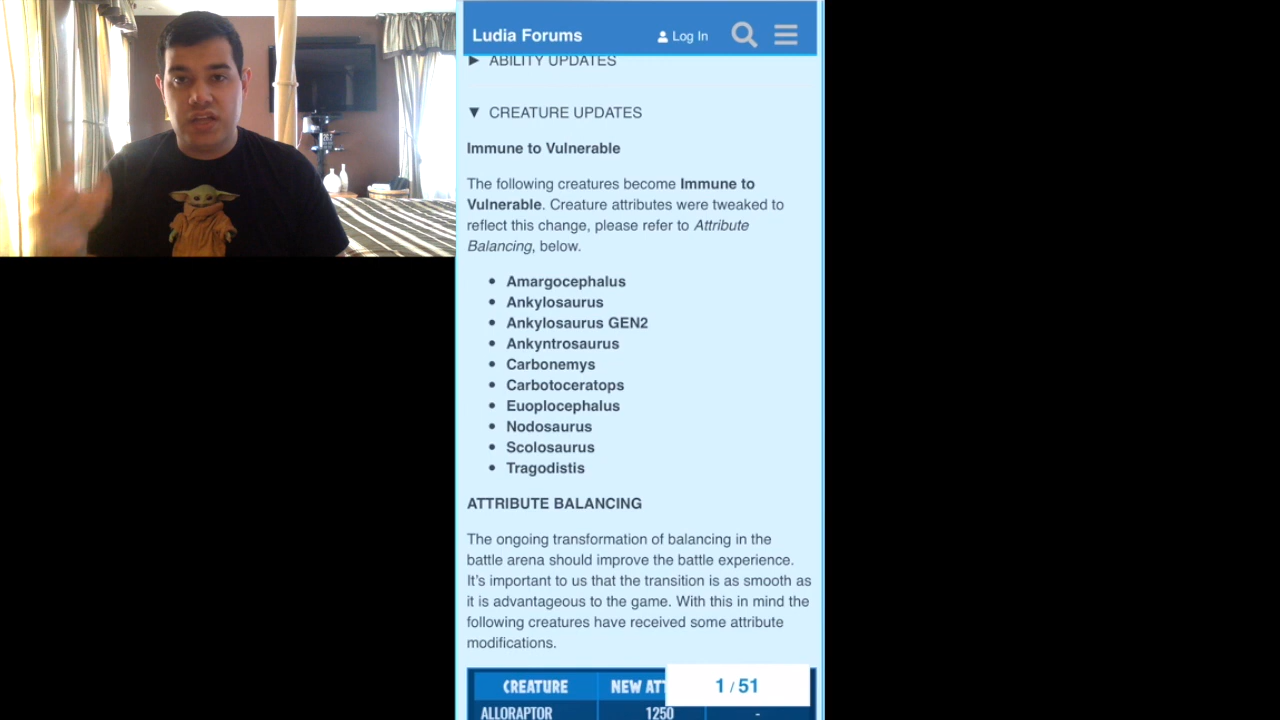 Ludia Forums
Log In
▶ ABILITY UPDATES
▼ CREATURE UPDATES
Immune to Vulnerable
The following creatures become Immune to
Vulnerable. Creature attributes were tweaked to
reflect this change, please refer to Attribute
Balancing, below.
• Amargocephalus
• Ankylosaurus
• Ankylosaurus GEN2
• Ankyntrosaurus
• Carbonemys
• Carbotoceratops
• Euoplocephalus
• Nodosaurus
• Scolosaurus
• Tragodistis
ATTRIBUTE BALANCING
The ongoing transformation of balancing in the
battle arena should improve the battle experience.
It's important to us that the transition is as smooth as
it is advantageous to the game. With this in mind the
following creatures have received some attribute
modifications.
CREATURE NEW ATT
1 / 51
ALLORAPTOR 1250 -